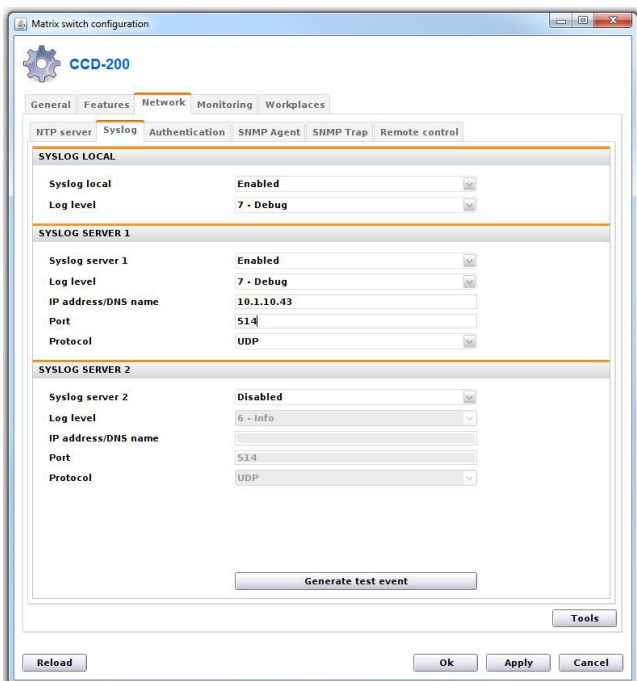 Matrix switch configuration
CCD-200
General Features Network Monitoring Workplaces
NTP server Syslog Authentication SNMP Agent SNMP Trap Remote control
SYSLOG LOCAL
Syslog local Enabled
Log level 7 - Debug
SYSLOG SERVER 1
Syslog server 1 Enabled
Log level 7 - Debug
IP address/DNS name 10.1.10.43
Port 514
Protocol UDP
SYSLOG SERVER 2
Syslog server 2 Disabled
Log level 6 - Info
IP address/DNS name
Port 514
Protocol UDP
Generate test event
Tools
Reload Ok Apply Cancel